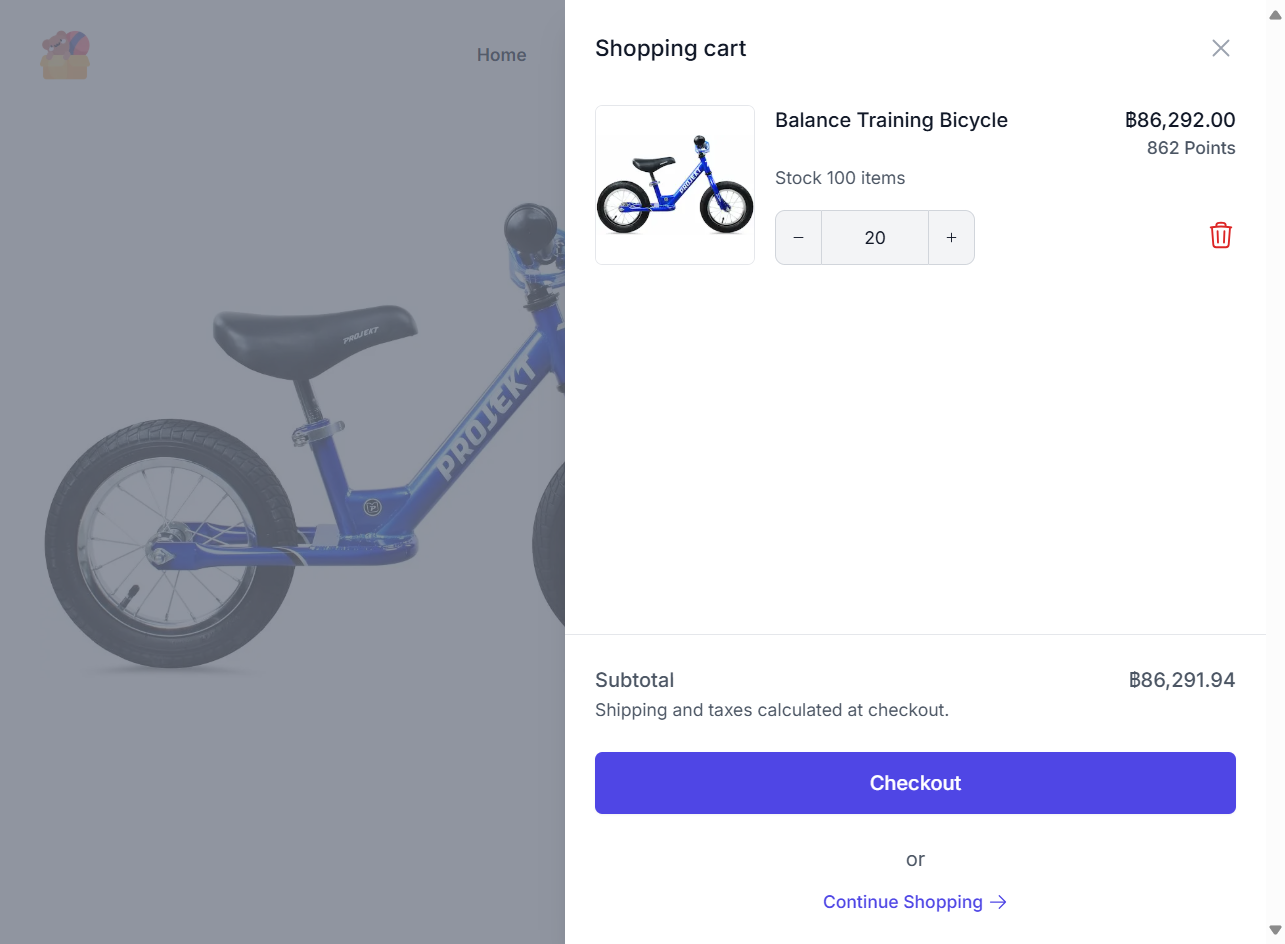 Home
Shopping cart
Balance Training Bicycle
฿86,292.00
862 Points
Stock 100 items
− 20 +
PROJEKT
PROJEKT
PROJEKT
Subtotal
฿86,291.94
Shipping and taxes calculated at checkout.
Checkout
or
Continue Shopping →